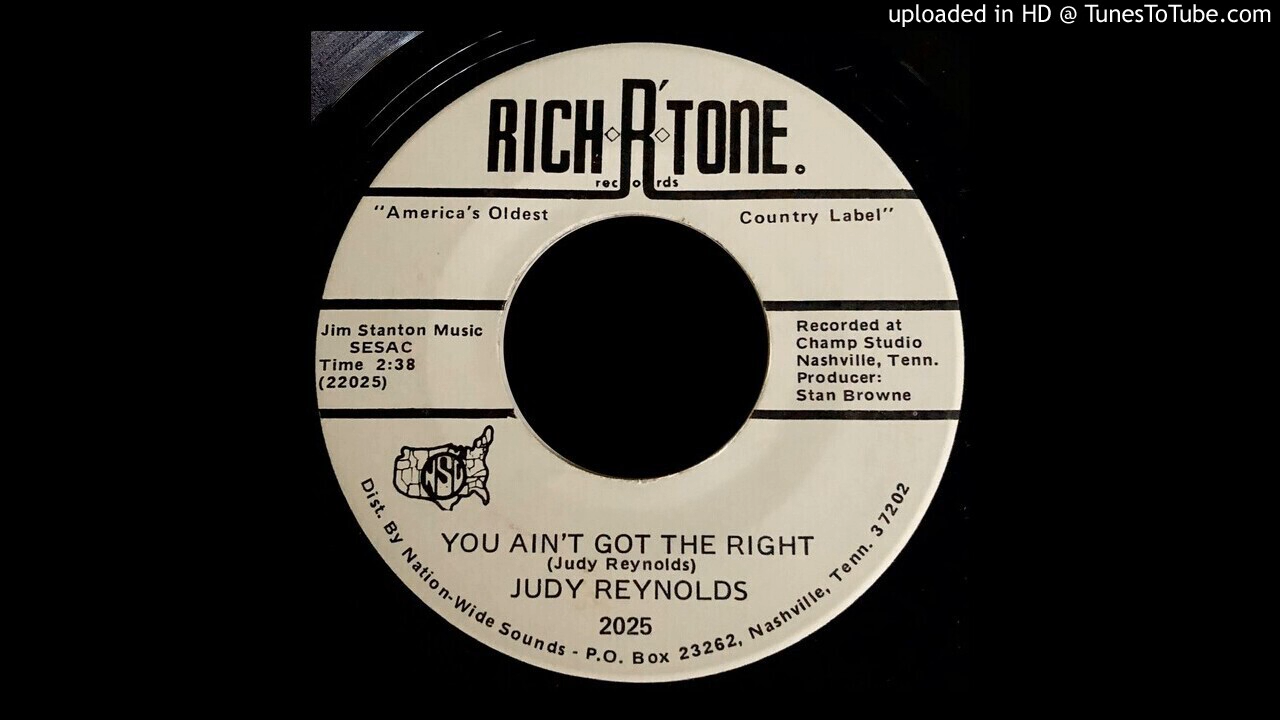 uploaded in HD @ TunesToTube.com
RICH-R'TONE.
records
"America's Oldest Country Label"
Jim Stanton Music
SESAC
Time 2:38
(22025)
Recorded at
Champ Studio
Nashville, Tenn.
Producer:
Stan Browne
NSD
YOU AIN'T GOT THE RIGHT
(Judy Reynolds)
JUDY REYNOLDS
2025
Dist. By Nation-Wide Sounds - P.O. Box 23262, Nashville, Tenn. 37202